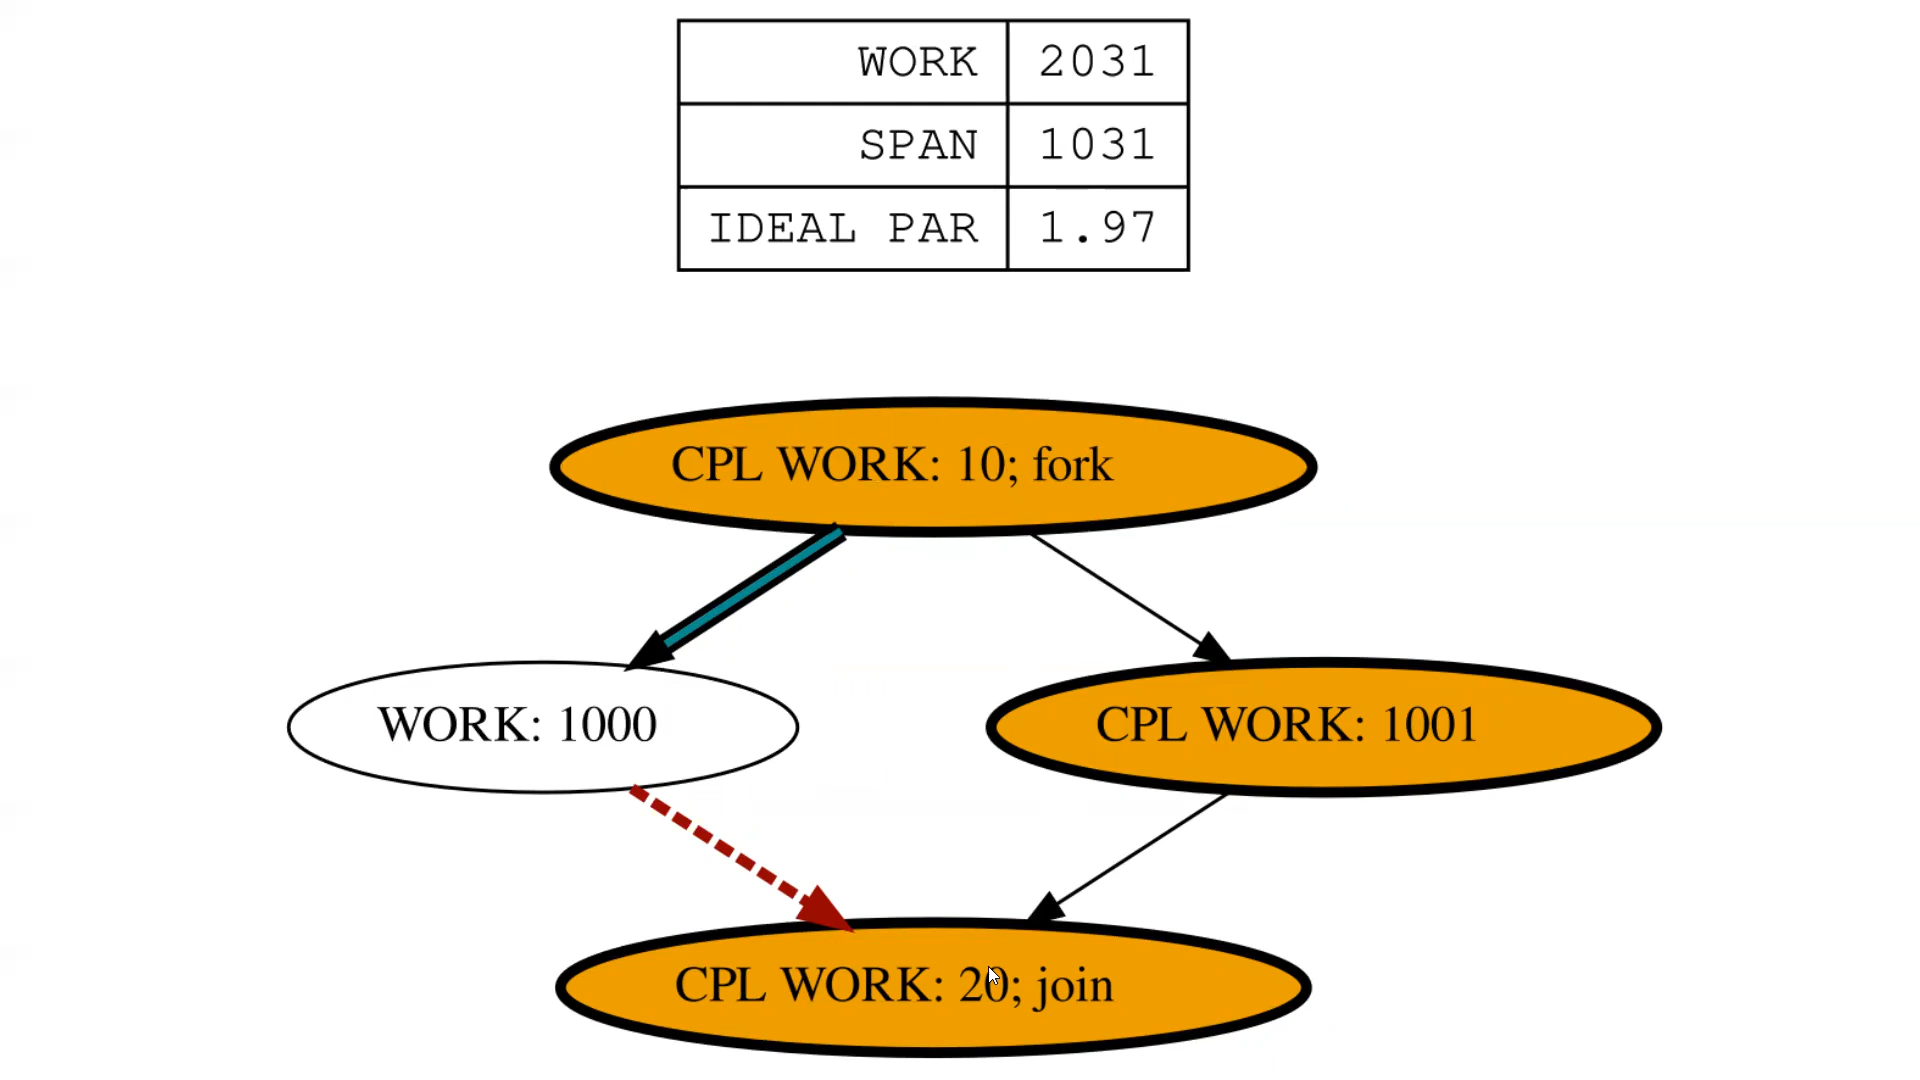 WORK 2031
SPAN 1031
IDEAL PAR 1.97
CPL WORK: 10; fork
WORK: 1000
CPL WORK: 1001
CPL WORK: 20; join